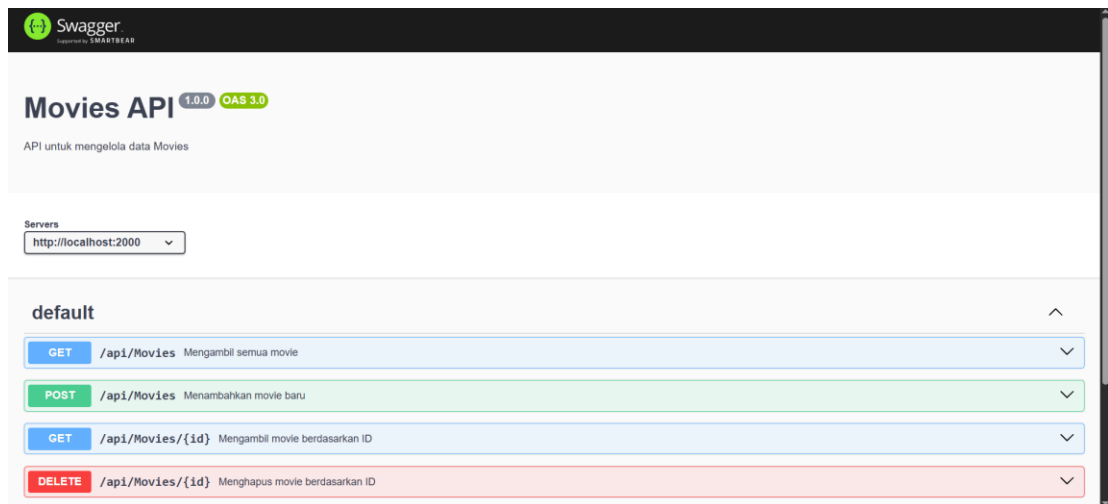 {···} Swagger.
Supported by SMARTBEAR
Movies API 1.0.0 OAS 3.0
API untuk mengelola data Movies
Servers
http://localhost:2000
default
GET /api/Movies Mengambil semua movie
POST /api/Movies Menambahkan movie baru
GET /api/Movies/{id} Mengambil movie berdasarkan ID
DELETE /api/Movies/{id} Menghapus movie berdasarkan ID